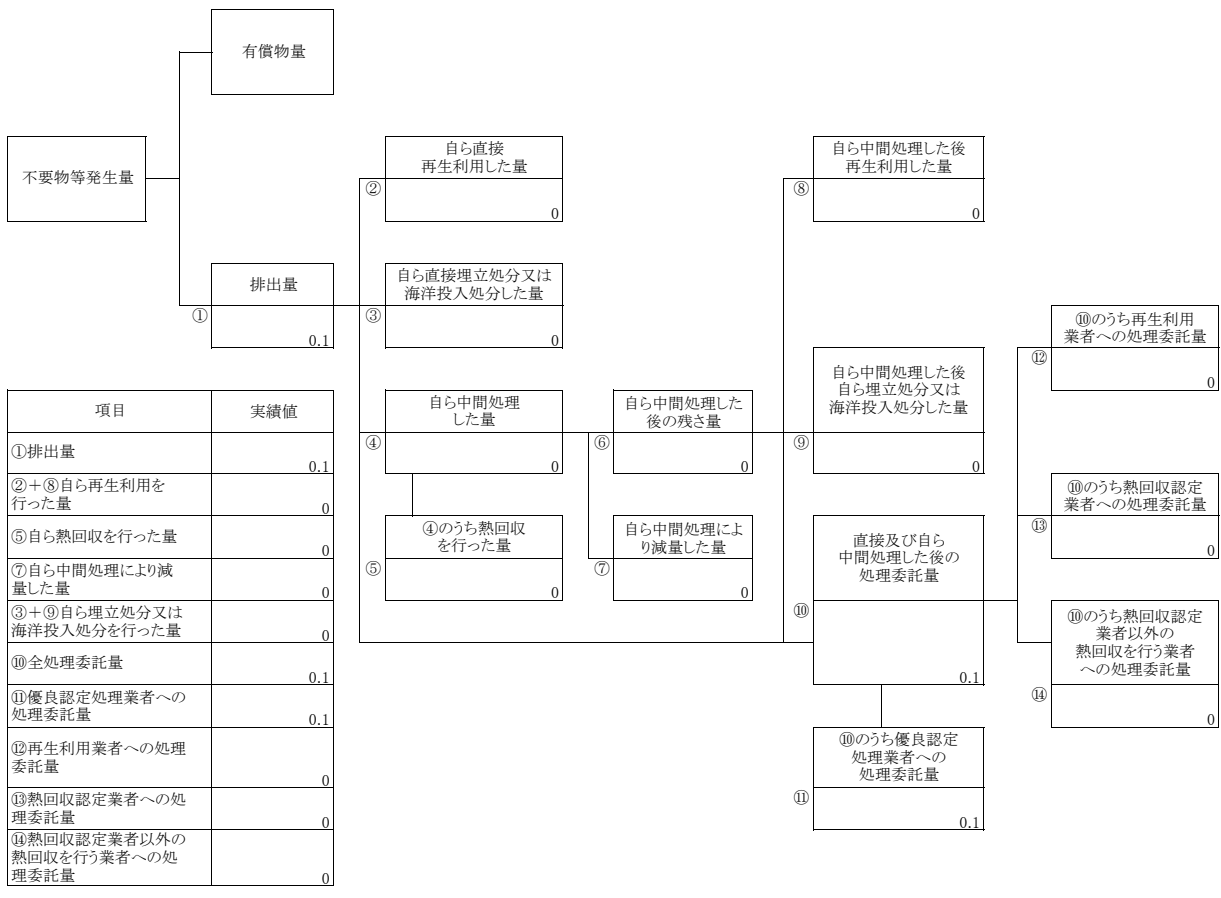 有償物量
不要物等発生量
排出量
①
0.1
自ら直接
再生利用した量
②
0
自ら直接埋立処分又は
海洋投入処分した量
③
0
自ら中間処理
した量
④
0
④のうち熱回収
を行った量
⑤
0
自ら中間処理した
後の残さ量
⑥
0
自ら中間処理によ
り減量した量
⑦
0
自ら中間処理した後
再生利用した量
⑧
0
自ら中間処理した後
自ら埋立処分又は
海洋投入処分した量
⑨
0
直接及び自ら
中間処理した後の
処理委託量
⑩
0.1
⑩のうち優良認定
処理業者への
処理委託量
⑪
0.1
⑩のうち再生利用
業者への処理委託量
⑫
0
⑩のうち熱回収認定
業者への処理委託量
⑬
0
⑩のうち熱回収認定
業者以外の
熱回収を行う業者
への処理委託量
⑭
0
項目 実績値
①排出量
0.1
②＋⑧自ら再生利用を
行った量
0
⑤自ら熱回収を行った量
0
⑦自ら中間処理により減
量した量
0
③＋⑨自ら埋立処分又は
海洋投入処分を行った量
0
⑩全処理委託量
0.1
⑪優良認定処理業者への
処理委託量
0.1
⑫再生利用業者への処理
委託量
0
⑬熱回収認定業者への処
理委託量
0
⑭熱回収認定業者以外の
熱回収を行う業者への処
理委託量
0